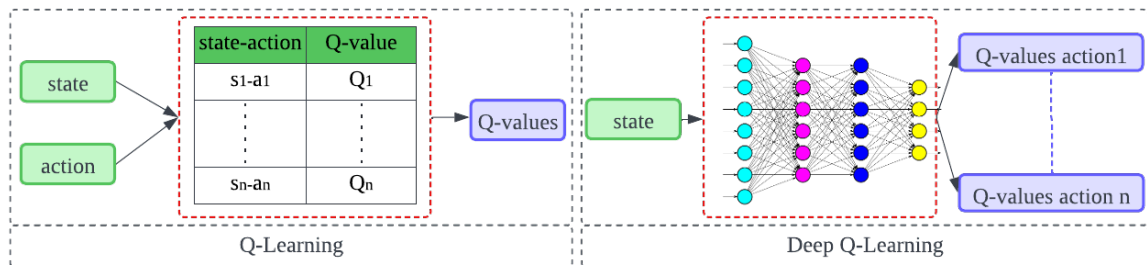 state
action
state-action Q-value
s1-a1 Q1
sn-an Qn
Q-values
Q-Learning
state
Q-values action1
Q-values action n
Deep Q-Learning